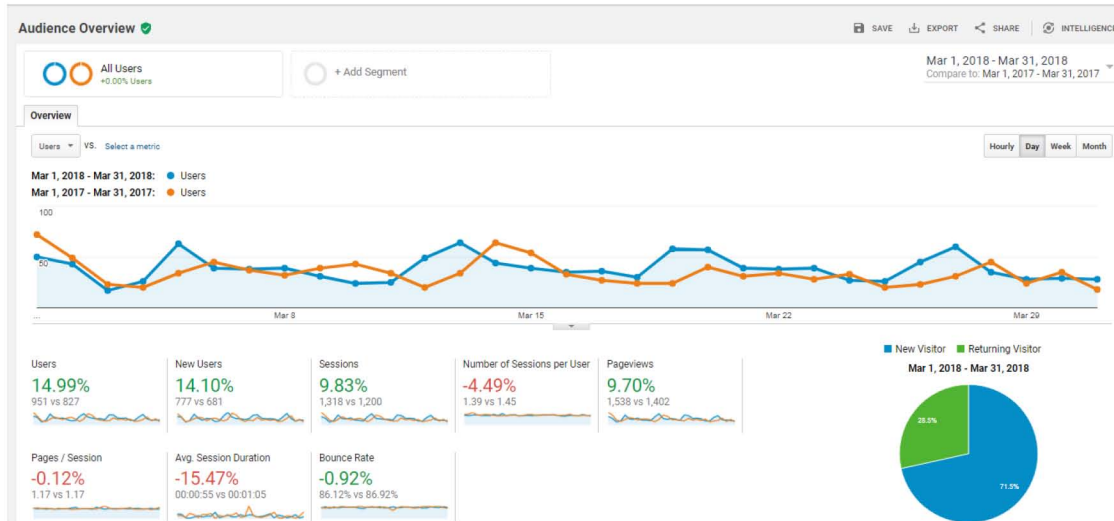 Audience Overview
SAVE
EXPORT
SHARE
INTELLIGENCE
All Users
+0.00% Users
+ Add Segment
Mar 1, 2018 - Mar 31, 2018
Compare to: Mar 1, 2017 - Mar 31, 2017
Overview
Users
VS.
Select a metric
Hourly
Day
Week
Month
Mar 1, 2018 - Mar 31, 2018: Users
Mar 1, 2017 - Mar 31, 2017: Users
100
50
...
Mar 8
Mar 15
Mar 22
Mar 29
Users
14.99%
951 vs 827
New Users
14.10%
777 vs 681
Sessions
9.83%
1,318 vs 1,200
Number of Sessions per User
-4.49%
1.39 vs 1.45
Pageviews
9.70%
1,538 vs 1,402
Pages / Session
-0.12%
1.17 vs 1.17
Avg. Session Duration
-15.47%
00:00:55 vs 00:01:05
Bounce Rate
-0.92%
86.12% vs 86.92%
New Visitor
Returning Visitor
Mar 1, 2018 - Mar 31, 2018
28.5%
71.5%